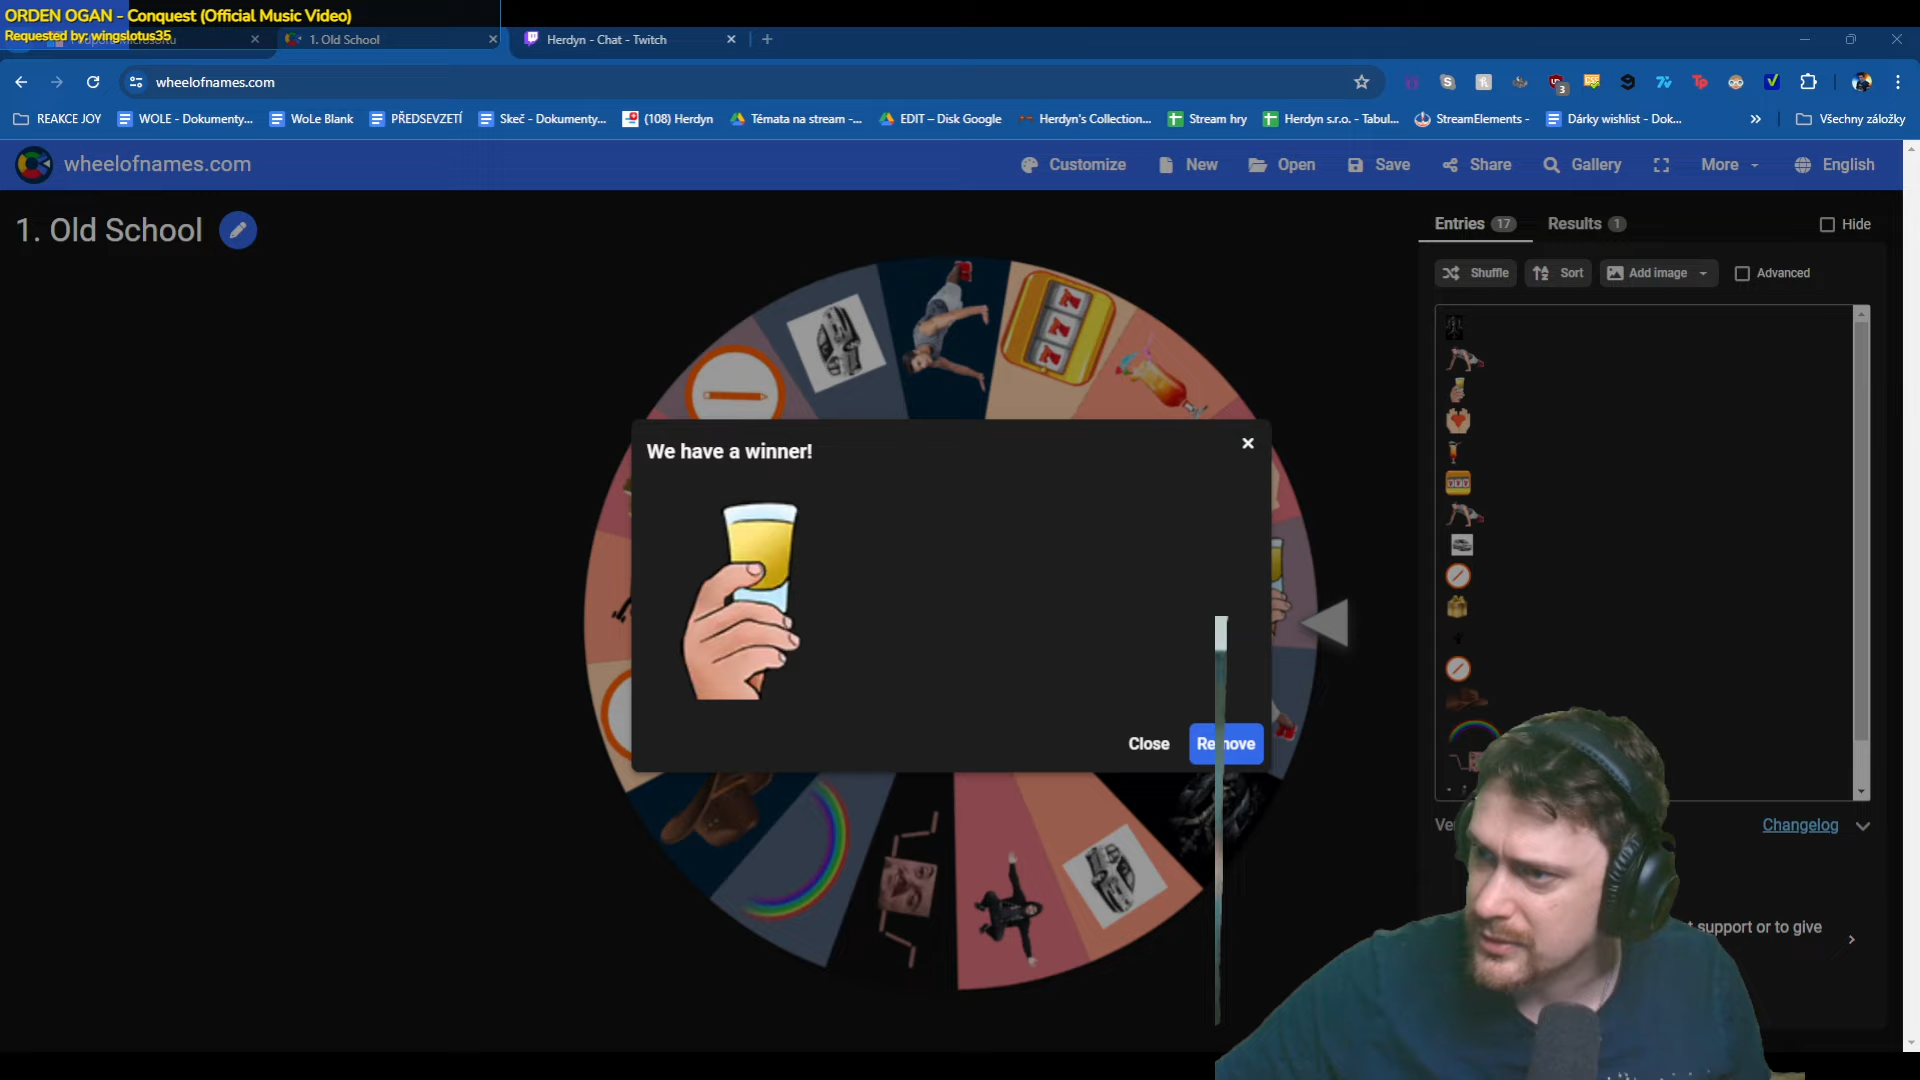 ORDEN OGAN - Conquest (Official Music Video)
Requested by: wingslotus35
1. Old School
Herdyn - Chat - Twitch
wheelofnames.com
3
REAKCE JOY
WOLE - Dokumenty...
WoLe Blank
PŘEDSEVZETÍ
Skeč - Dokumenty...
(108) Herdyn
Témata na stream -...
EDIT – Disk Google
Herdyn's Collection...
Stream hry
Herdyn s.r.o. - Tabul...
StreamElements -
Dárky wishlist - Dok...
»
Všechny záložky
wheelofnames.com
Customize
New
Open
Save
Share
Gallery
More
English
1. Old School
Entries 17
Results 1
Hide
Shuffle
Sort
Add image
Advanced
We have a winner!
Close
Remove
Changelog
support or to give